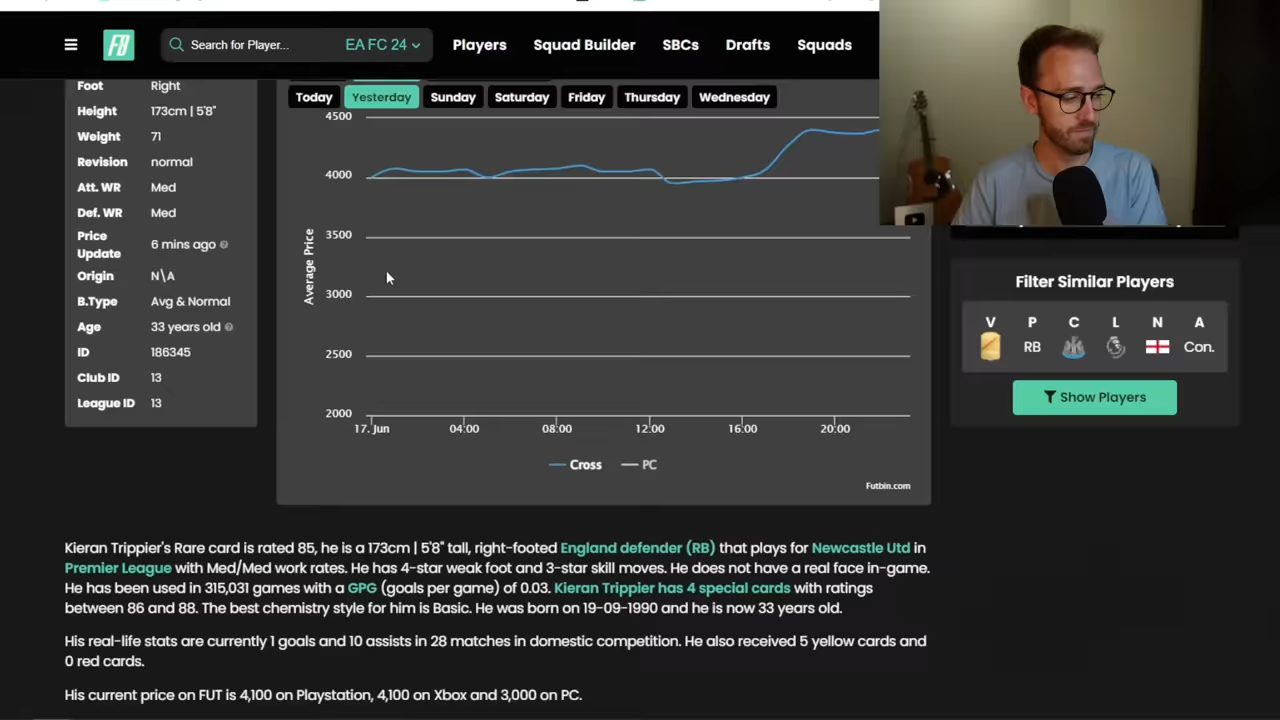 FB Search for Player... EA FC 24 Players Squad Builder SBCs Drafts Squads
Foot Right
Height 173cm | 5'8"
Weight 71
Revision normal
Att. WR Med
Def. WR Med
Price Update 6 mins ago
Origin N\A
B.Type Avg & Normal
Age 33 years old
ID 186345
Club ID 13
League ID 13
Today Yesterday Sunday Saturday Friday Thursday Wednesday
4500
4000
3500
3000
2500
2000
Average Price
17. Jun 04:00 08:00 12:00 16:00 20:00
Cross PC
Futbin.com
Filter Similar Players
V P C L N A
RB Con.
Show Players
Kieran Trippier's Rare card is rated 85, he is a 173cm | 5'8" tall, right-footed England defender (RB) that plays for Newcastle Utd in
Premier League with Med/Med work rates. He has 4-star weak foot and 3-star skill moves. He does not have a real face in-game.
He has been used in 315,031 games with a GPG (goals per game) of 0.03. Kieran Trippier has 4 special cards with ratings
between 86 and 88. The best chemistry style for him is Basic. He was born on 19-09-1990 and he is now 33 years old.
His real-life stats are currently 1 goals and 10 assists in 28 matches in domestic competition. He also received 5 yellow cards and
0 red cards.
His current price on FUT is 4,100 on Playstation, 4,100 on Xbox and 3,000 on PC.